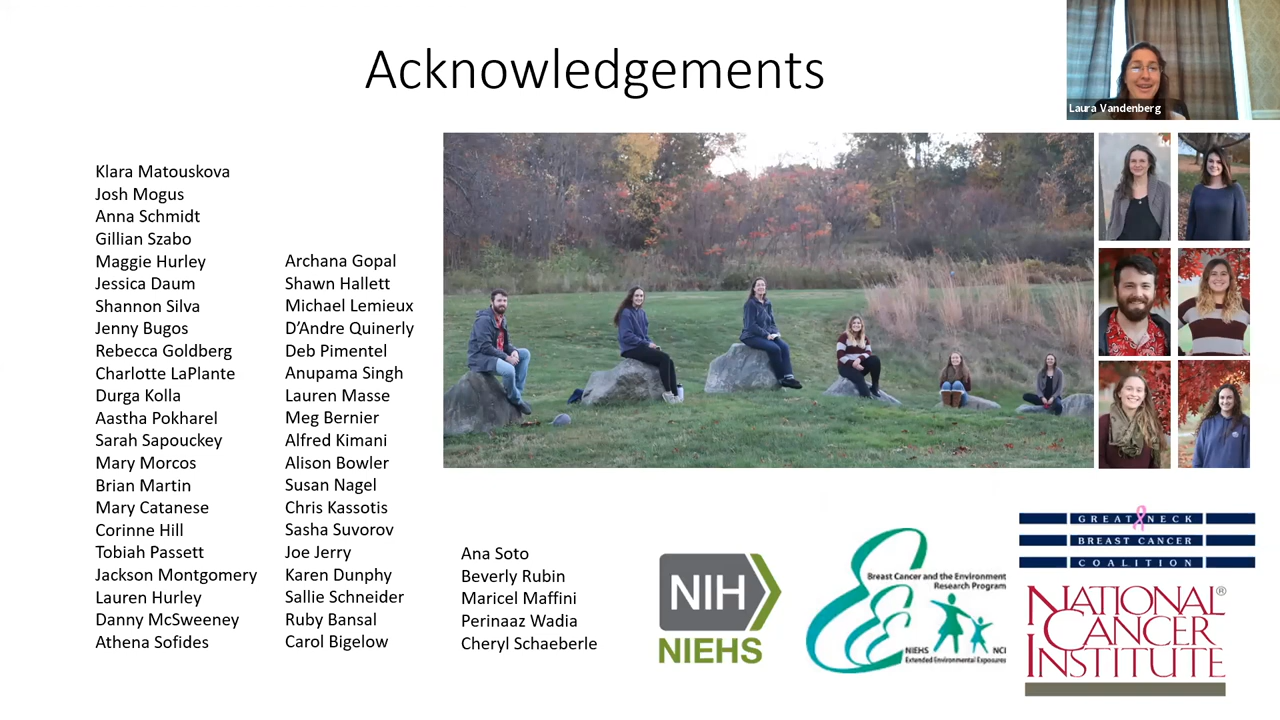 Acknowledgements
Laura Vandenberg
Klara Matouskova
Josh Mogus
Anna Schmidt
Gillian Szabo
Maggie Hurley
Jessica Daum
Shannon Silva
Jenny Bugos
Rebecca Goldberg
Charlotte LaPlante
Durga Kolla
Aastha Pokharel
Sarah Sapouckey
Mary Morcos
Brian Martin
Mary Catanese
Corinne Hill
Tobiah Passett
Jackson Montgomery
Lauren Hurley
Danny McSweeney
Athena Sofides
Archana Gopal
Shawn Hallett
Michael Lemieux
D’Andre Quinerly
Deb Pimentel
Anupama Singh
Lauren Masse
Meg Bernier
Alfred Kimani
Alison Bowler
Susan Nagel
Chris Kassotis
Sasha Suvorov
Joe Jerry
Karen Dunphy
Sallie Schneider
Ruby Bansal
Carol Bigelow
Ana Soto
Beverly Rubin
Maricel Maffini
Perinaaz Wadia
Cheryl Schaeberle
NIH
NIEHS
Breast Cancer and the Environment
Research Program
NIEHS NCI
Extended Environmental Exposures
GREAT NECK
BREAST CANCER
COALITION
NATIONAL®
CANCER
INSTITUTE